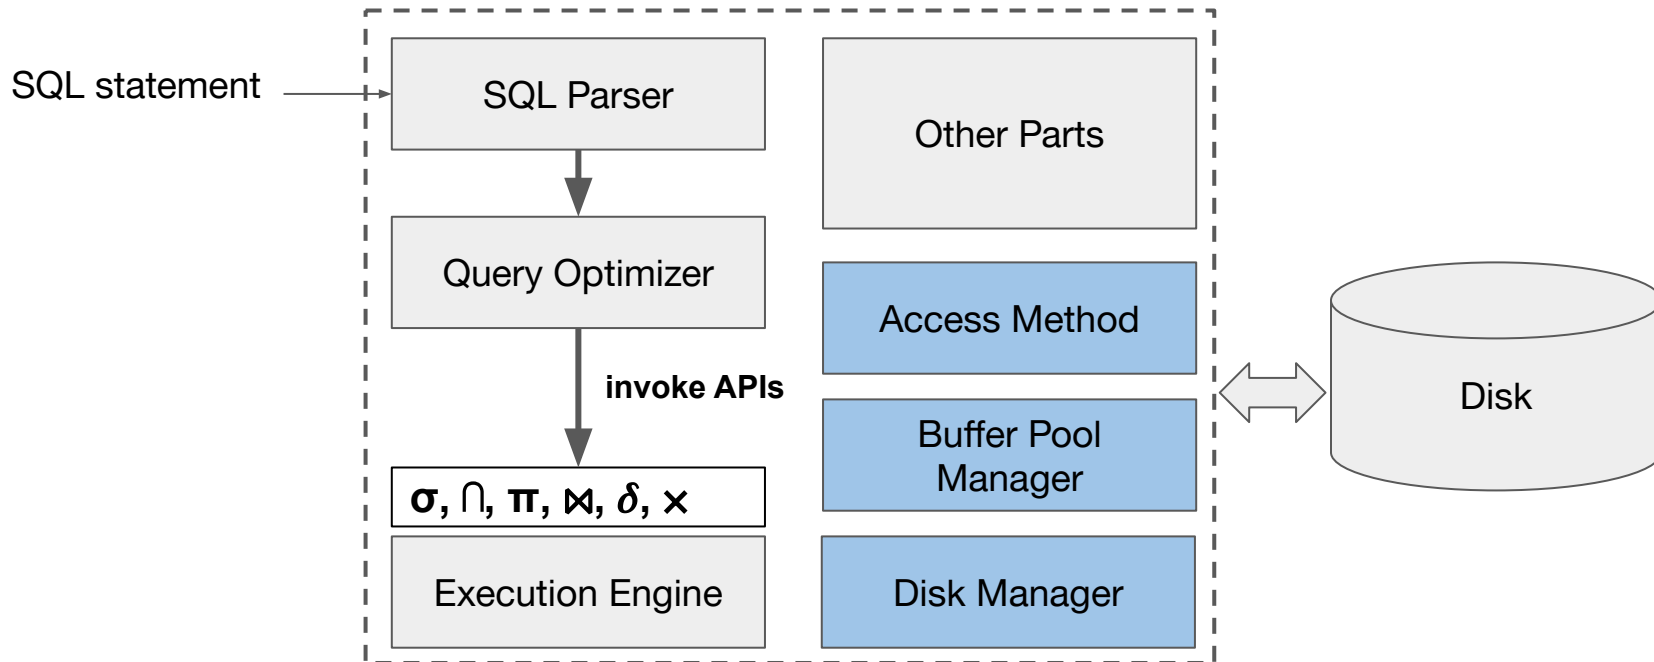 SQL statement
SQL Parser
Query Optimizer
invoke APIs
σ, ∩, π, ⋈, δ, ×
Execution Engine
Other Parts
Access Method
Buffer Pool
Manager
Disk Manager
Disk